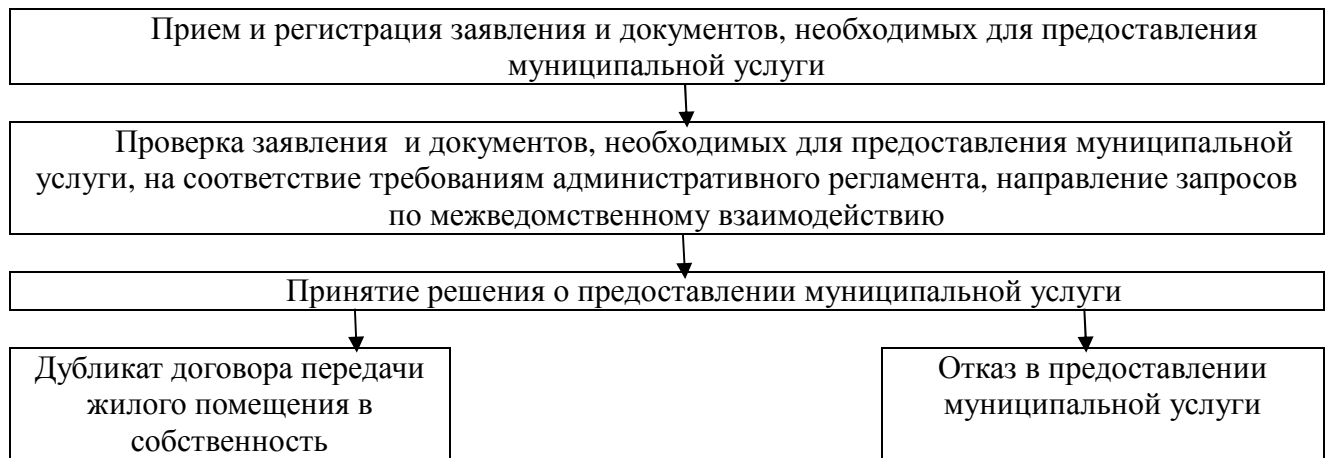 Прием и регистрация заявления и документов, необходимых для предоставления
муниципальной услуги
Проверка заявления и документов, необходимых для предоставления муниципальной
услуги, на соответствие требованиям административного регламента, направление запросов
по межведомственному взаимодействию
Принятие решения о предоставлении муниципальной услуги
Дубликат договора передачи
жилого помещения в
собственность
Отказ в предоставлении
муниципальной услуги